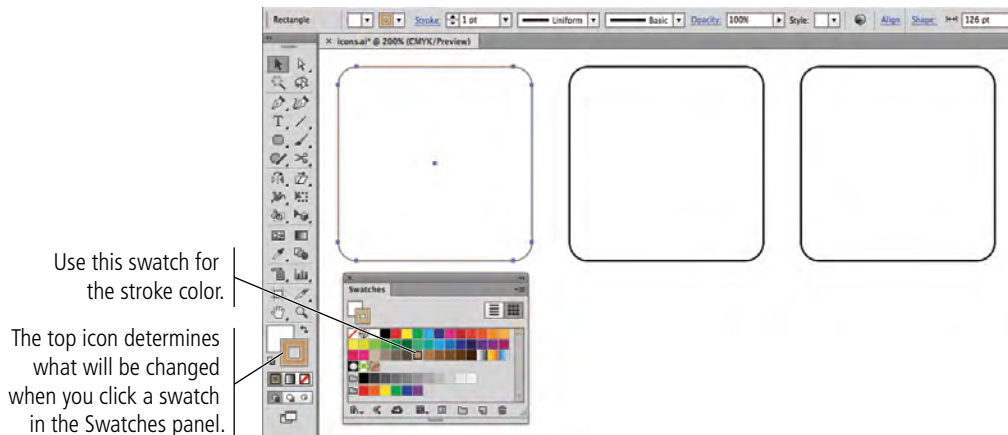 Rectangle Stroke: 1 pt Uniform Basic Opacity: 100% Style: Align Shape: 126 pt
× icons.ai* @ 200% (CMYK/Preview)
Use this swatch for
the stroke color.
Swatches
The top icon determines
what will be changed
when you click a swatch
in the Swatches panel.